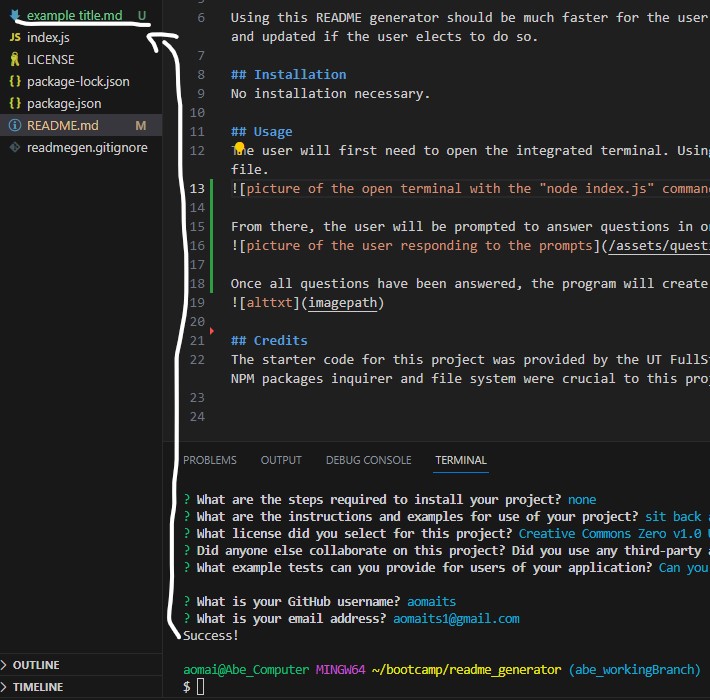 example title.md U
JS index.js
LICENSE
{} package-lock.json
{} package.json
README.md M
readmegen.gitignore
OUTLINE
TIMELINE
6 Using this README generator should be much faster for the user
and updated if the user elects to do so.
7
8 ## Installation
9 No installation necessary.
10
11 ## Usage
12 The user will first need to open the integrated terminal. Using
file.
13 ![picture of the open terminal with the "node index.js" comman
14
15 From there, the user will be prompted to answer questions in or
16 ![picture of the user responding to the prompts](/assets/questi
17
18 Once all questions have been answered, the program will create
19 ![alttxt](imagepath)
20
21 ## Credits
22 The starter code for this project was provided by the UT FullSt
NPM packages inquirer and file system were crucial to this proj
23
24
PROBLEMS OUTPUT DEBUG CONSOLE TERMINAL
? What are the steps required to install your project? none
? What are the instructions and examples for use of your project? sit back
? What license did you select for this project? Creative Commons Zero v1.0
? Did anyone else collaborate on this project? Did you use any third-party
? What example tests can you provide for users of your application? Can you
? What is your GitHub username? aomaits
? What is your email address? aomaits1@gmail.com
Success!
aomai@Abe_Computer MINGW64 ~/bootcamp/readme_generator (abe_workingBranch)
$